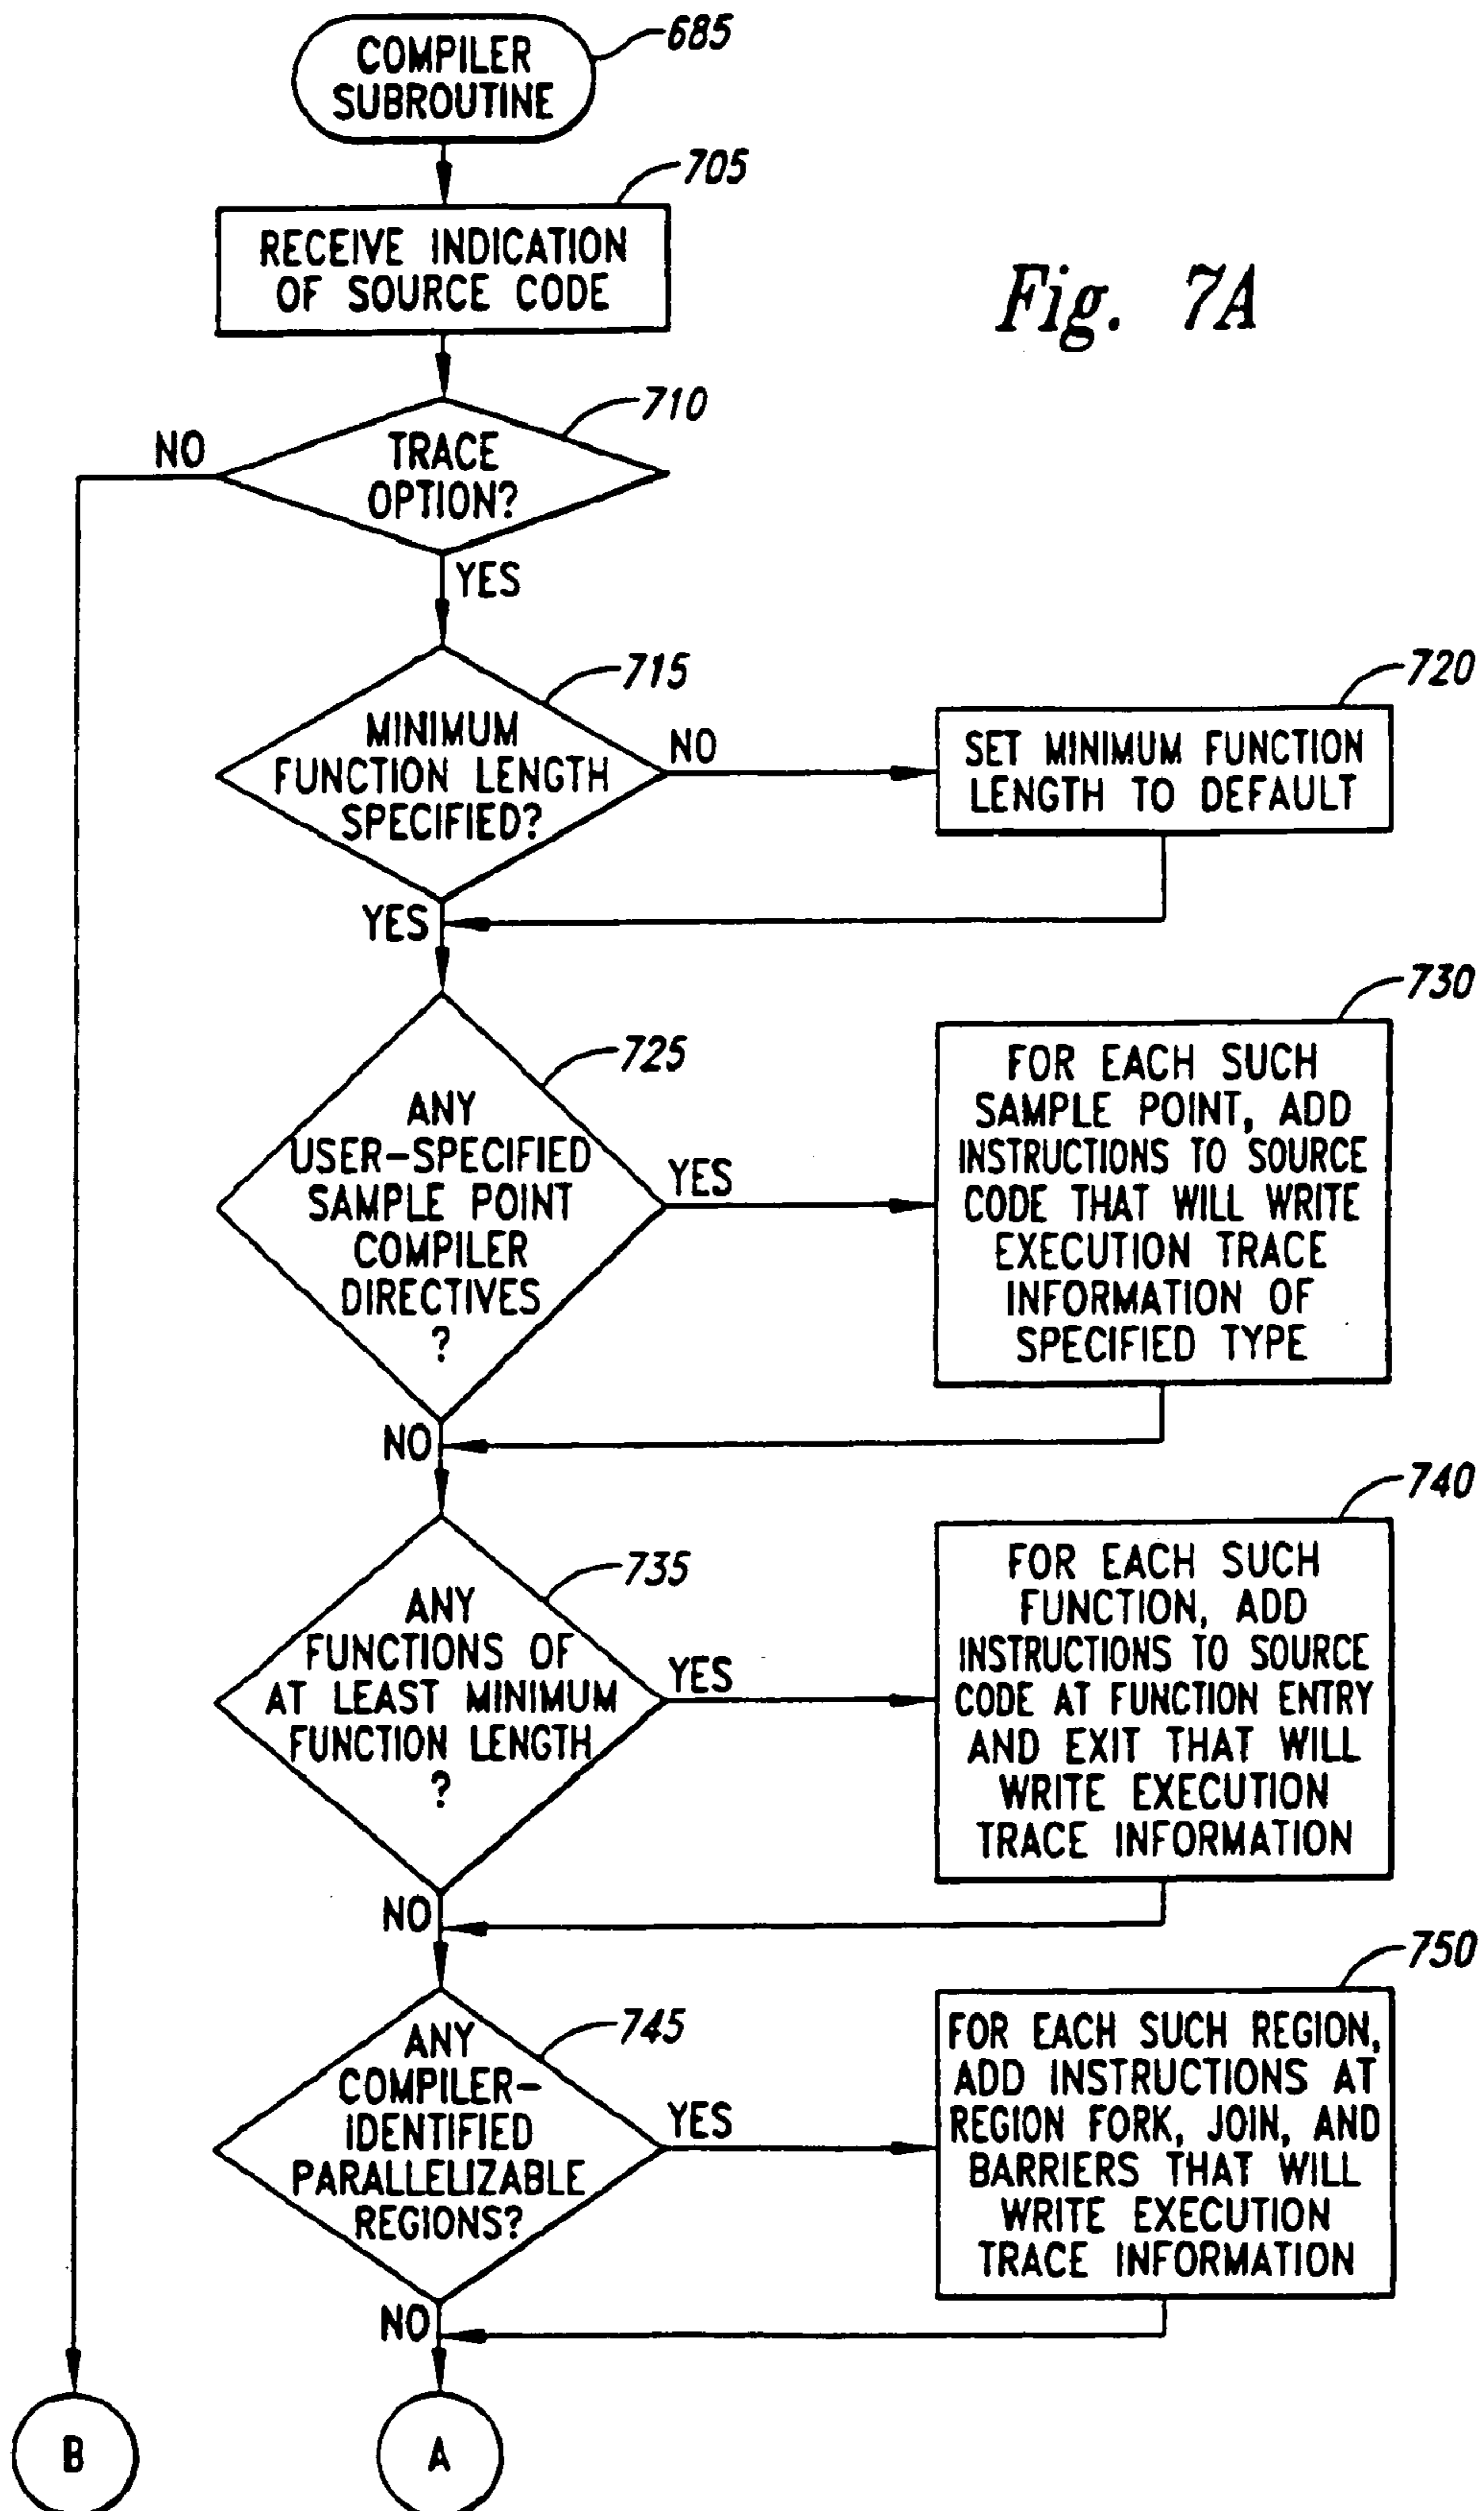 COMPILER
SUBROUTINE
685
705
RECEIVE INDICATION
OF SOURCE CODE
Fig. 7A
710
NO
TRACE
OPTION?
YES
715
MINIMUM
FUNCTION LENGTH
SPECIFIED?
NO
720
SET MINIMUM FUNCTION
LENGTH TO DEFAULT
YES
725
ANY
USER-SPECIFIED
SAMPLE POINT
COMPILER
DIRECTIVES
?
YES
730
FOR EACH SUCH
SAMPLE POINT, ADD
INSTRUCTIONS TO SOURCE
CODE THAT WILL WRITE
EXECUTION TRACE
INFORMATION OF
SPECIFIED TYPE
NO
735
ANY
FUNCTIONS OF
AT LEAST MINIMUM
FUNCTION LENGTH
?
YES
740
FOR EACH SUCH
FUNCTION, ADD
INSTRUCTIONS TO SOURCE
CODE AT FUNCTION ENTRY
AND EXIT THAT WILL
WRITE EXECUTION
TRACE INFORMATION
NO
745
ANY
COMPILER-
IDENTIFIED
PARALLELIZABLE
REGIONS?
YES
750
FOR EACH SUCH REGION,
ADD INSTRUCTIONS AT
REGION FORK, JOIN, AND
BARRIERS THAT WILL
WRITE EXECUTION
TRACE INFORMATION
NO
B
A